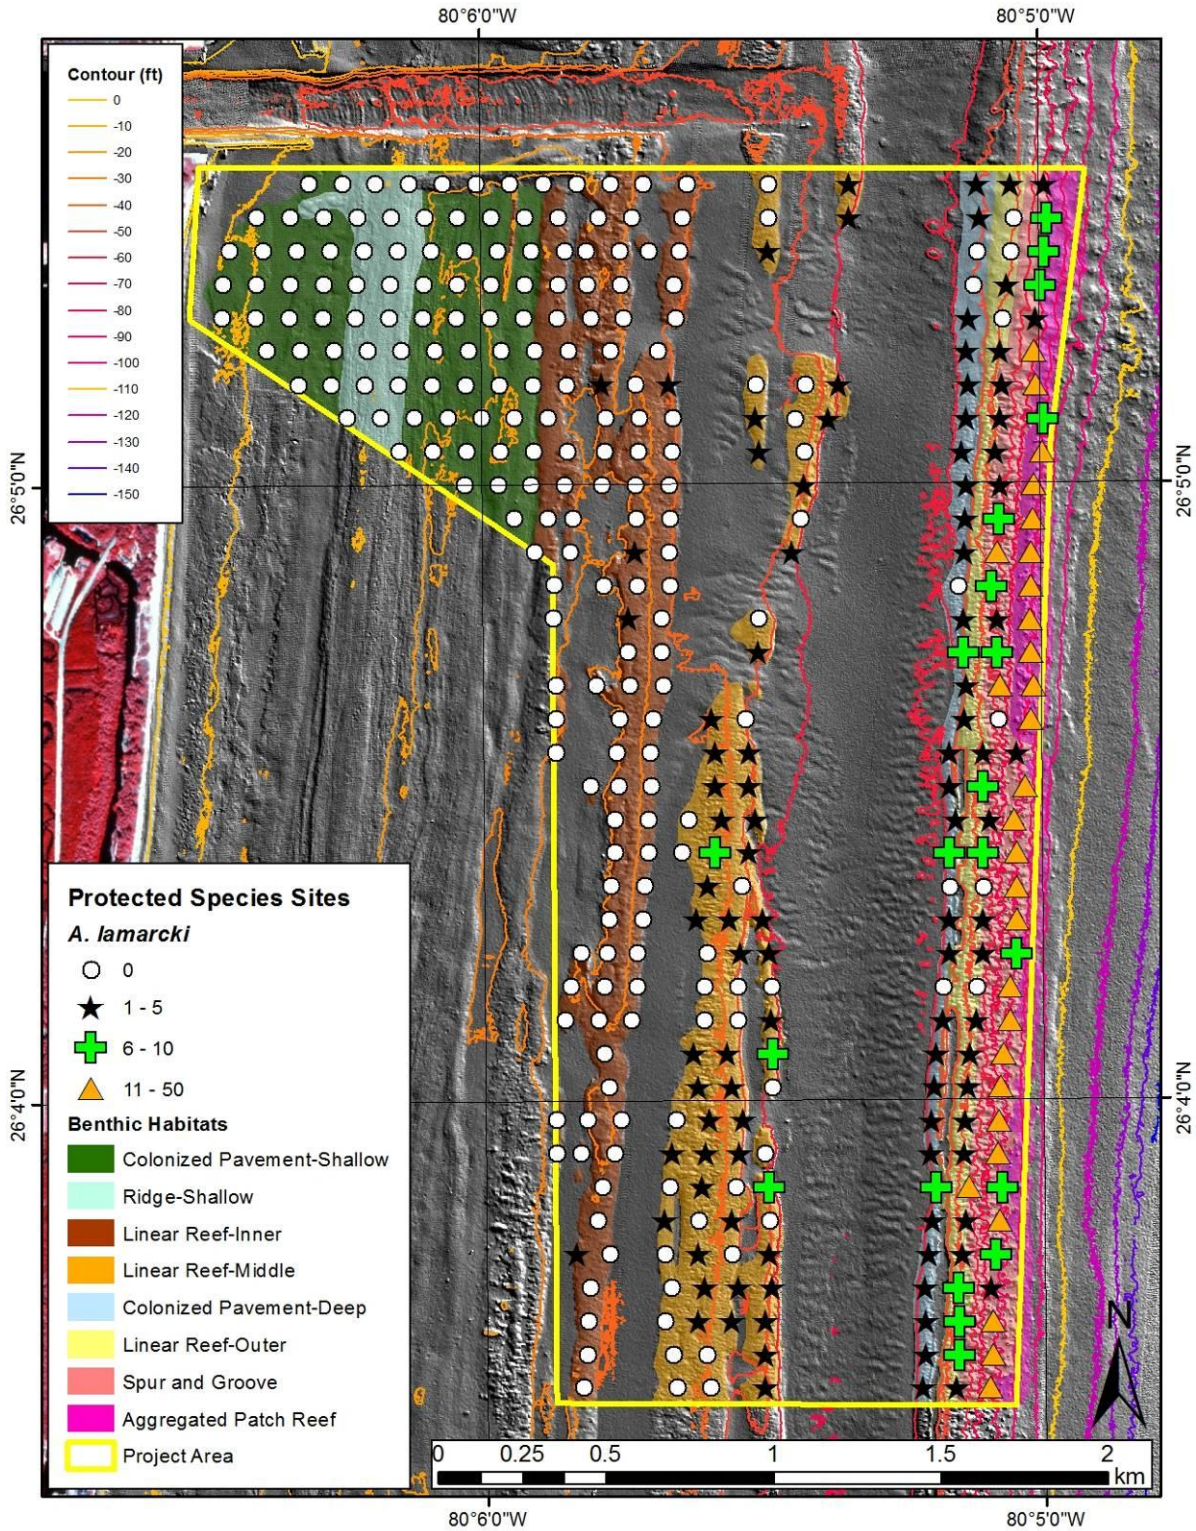 80°6'0"W
80°5'0"W
Contour (ft)
0
-10
-20
-30
-40
-50
-60
-70
-80
-90
-100
-110
-120
-130
-140
-150
26°5'0"N
26°5'0"N
26°4'0"N
26°4'0"N
Protected Species Sites
A. lamarcki
0
1 - 5
6 - 10
11 - 50
Benthic Habitats
Colonized Pavement-Shallow
Ridge-Shallow
Linear Reef-Inner
Linear Reef-Middle
Colonized Pavement-Deep
Linear Reef-Outer
Spur and Groove
Aggregated Patch Reef
Project Area
N
0 0.25 0.5 1 1.5 2
km
80°6'0"W
80°5'0"W